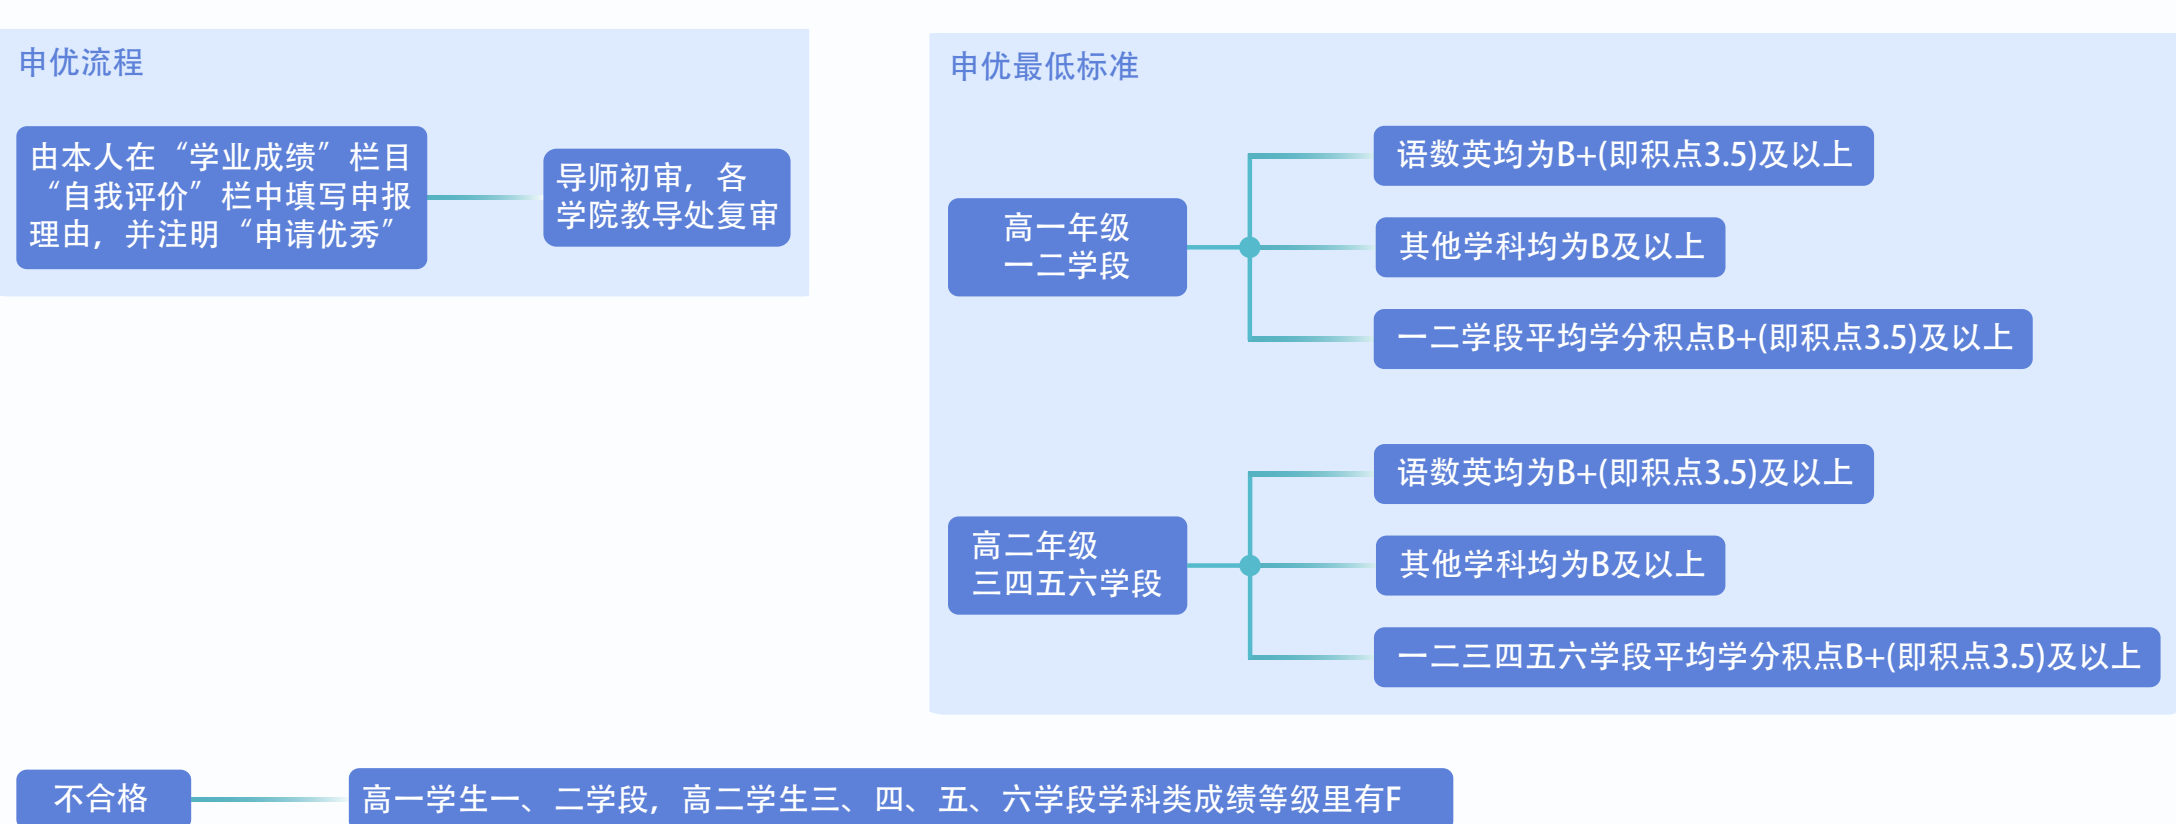 申优流程
由本人在“学业成绩”栏目
“自我评价”栏中填写申报
理由，并注明“申请优秀”
导师初审，各
学院教导处复审
申优最低标准
高一年级
一二学段
语数英均为B+(即积点3.5)及以上
其他学科均为B及以上
一二学段平均学分积点B+(即积点3.5)及以上
高二年级
三四五六学段
语数英均为B+(即积点3.5)及以上
其他学科均为B及以上
一二三四五六学段平均学分积点B+(即积点3.5)及以上
不合格
高一学生一、二学段，高二学生三、四、五、六学段学科类成绩等级里有F